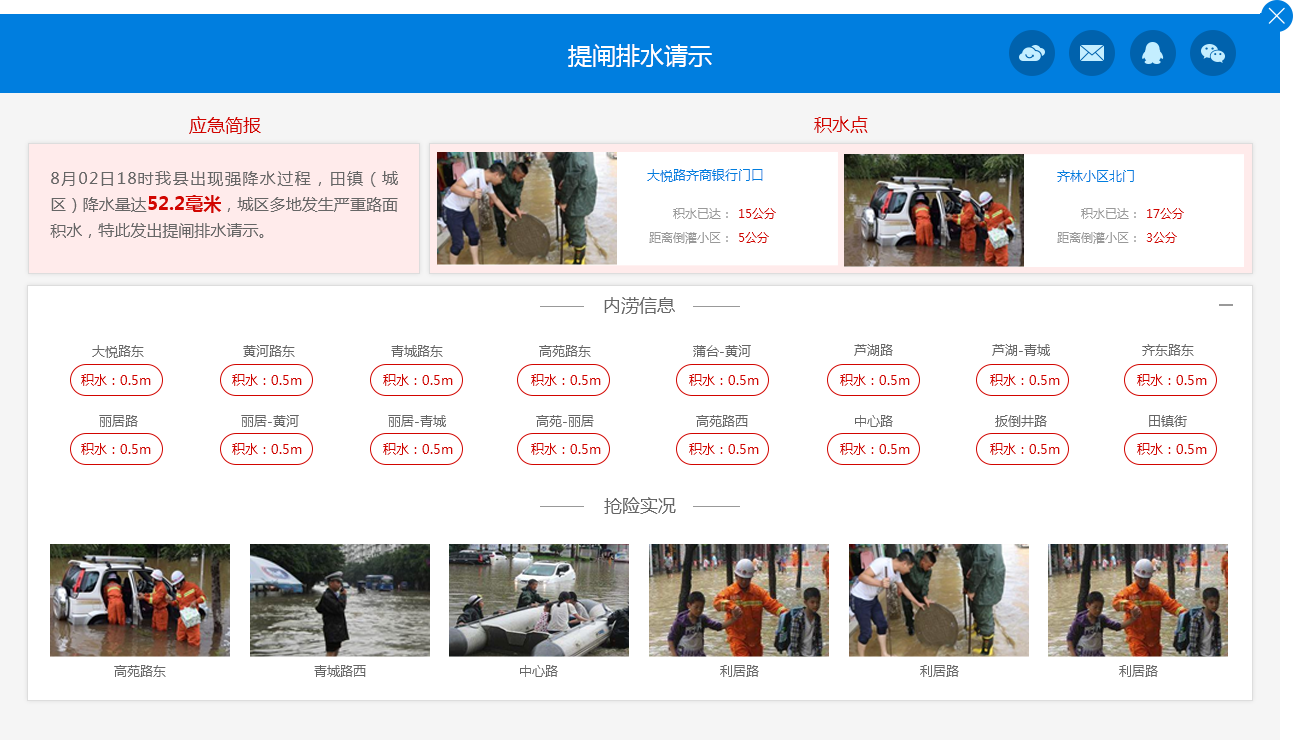 提闸排水请示
应急简报
8月02日18时我县出现强降水过程，田镇（城
区）降水量达52.2毫米，城区多地发生严重路面
积水，特此发出提闸排水请示。
积水点
大悦路齐商银行门口
积水已达： 15公分
距离倒灌小区： 5公分
齐林小区北门
积水已达： 17公分
距离倒灌小区： 3公分
内涝信息
大悦路东 黄河路东 青城路东 高苑路东 蒲台-黄河 芦湖路 芦湖-青城 齐东路东
积水：0.5m 积水：0.5m 积水：0.5m 积水：0.5m 积水：0.5m 积水：0.5m 积水：0.5m 积水：0.5m
丽居路 丽居-黄河 丽居-青城 高苑-丽居 高苑路西 中心路 扳倒井路 田镇街
积水：0.5m 积水：0.5m 积水：0.5m 积水：0.5m 积水：0.5m 积水：0.5m 积水：0.5m 积水：0.5m
抢险实况
高苑路东 青城路西 中心路 利居路 利居路 利居路